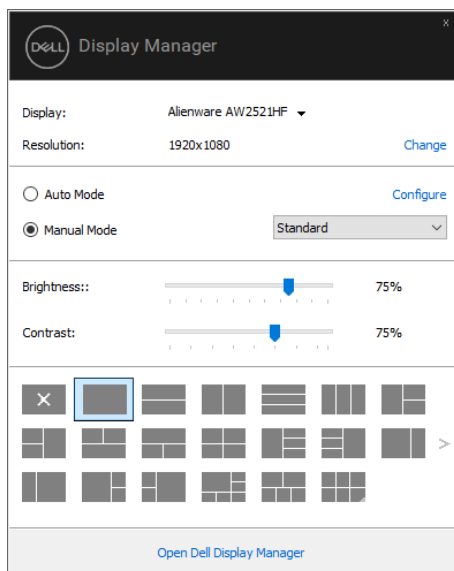 x
DELL Display Manager
Display: Alienware AW2521HF
Resolution: 1920x1080 Change
Auto Mode Configure
Manual Mode Standard
Brightness:: 75%
Contrast: 75%
Open Dell Display Manager